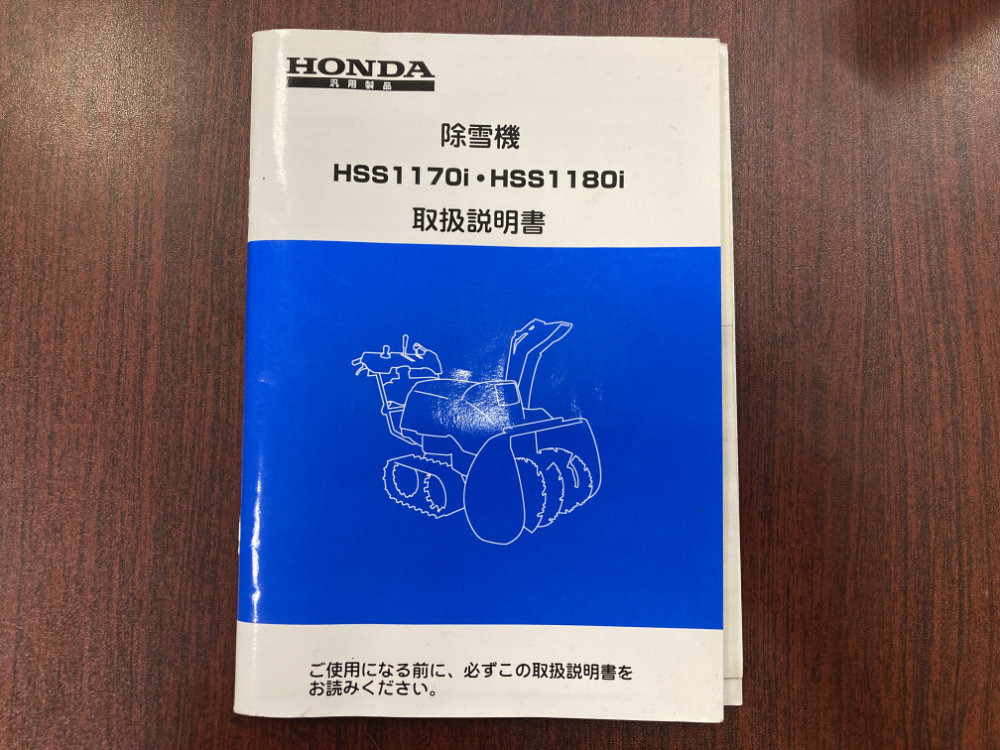 HONDA
汎用製品
除雪機
HSS1170i・HSS1180i
取扱説明書
ご使用になる前に、必ずこの取扱説明書を
お読みください。